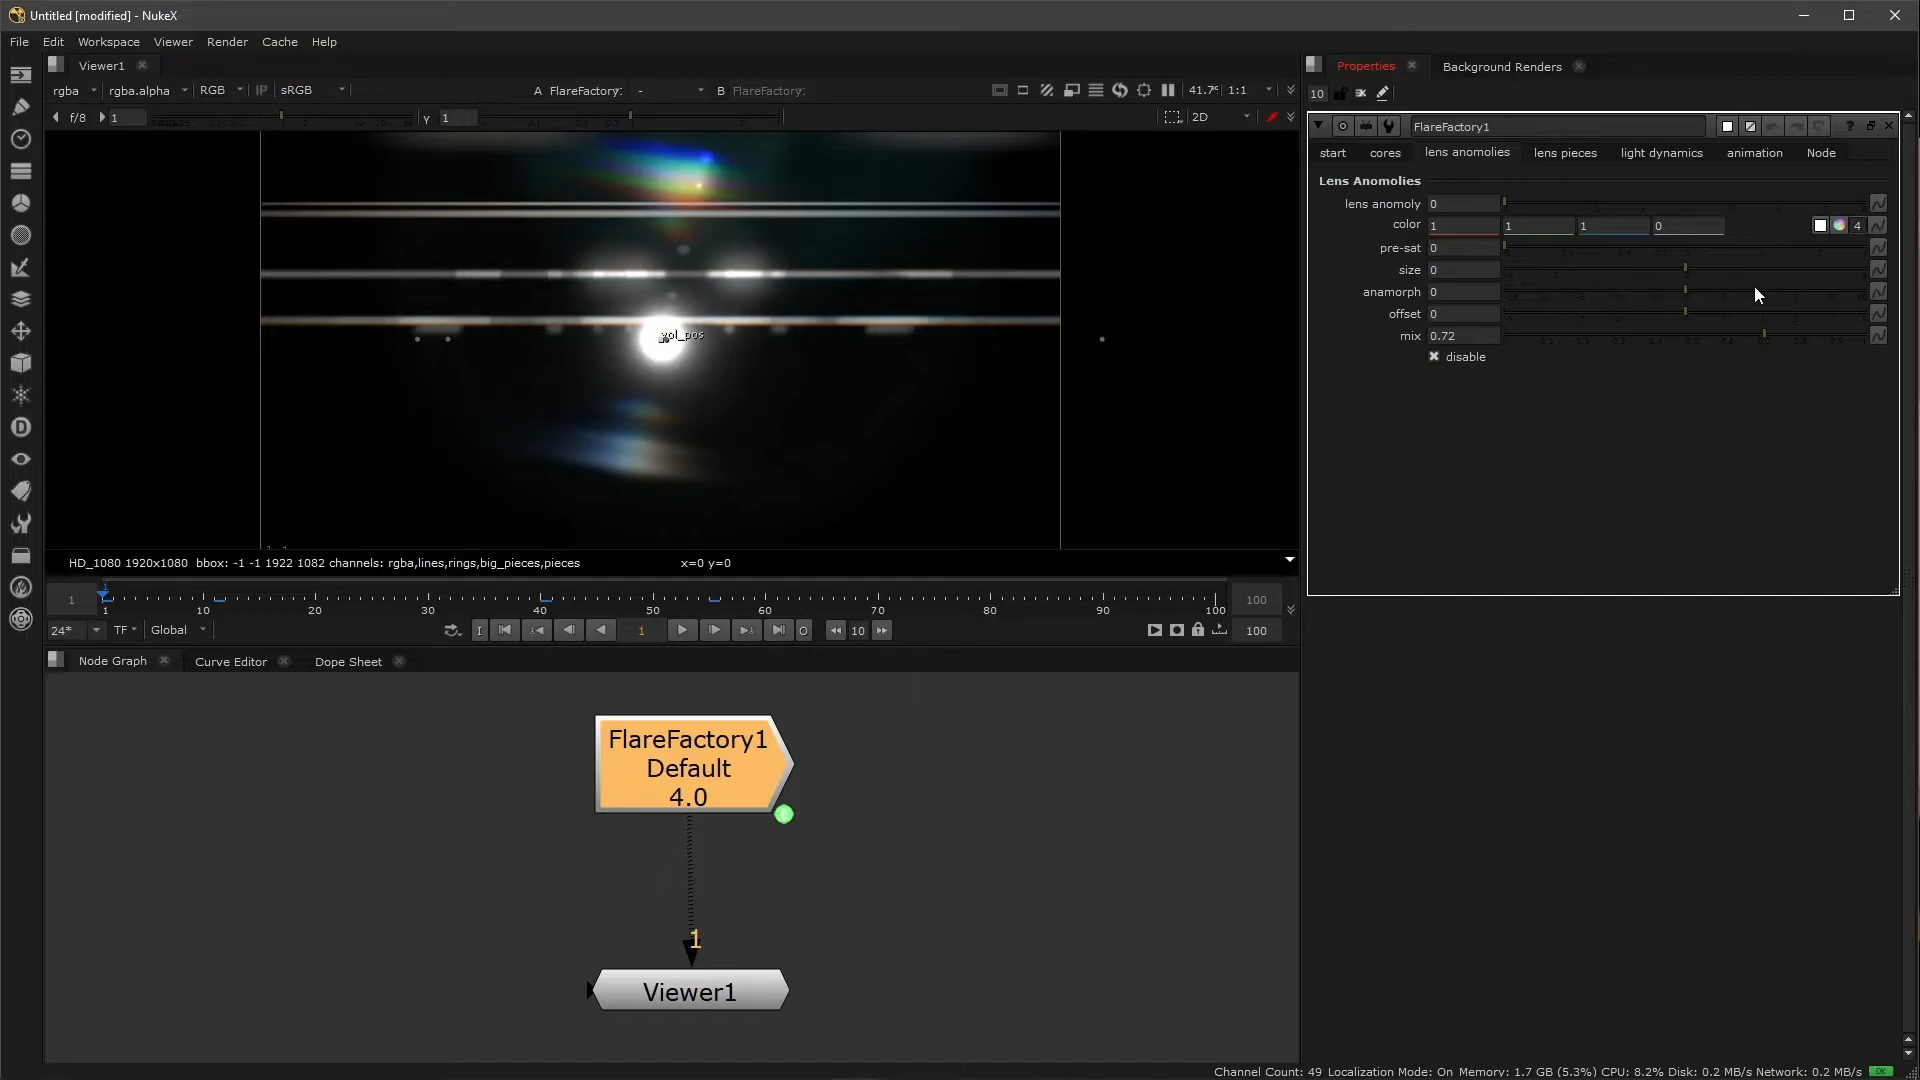 Untitled [modified] - NukeX
File Edit Workspace Viewer Render Cache Help
Viewer1
rgba rgba.alpha RGB IP sRGB A FlareFactory: - B FlareFactory: 1:1
f/8 1 γ 1 2D
vol_pos
HD_1080 1920x1080 bbox: -1 -1 1922 1082 channels: rgba,lines,rings,big_pieces,pieces x=0 y=0
1 1 1 10 20 30 40 50 60 70 80 90 100 100
24* TF Global I 1 O 10 100
Node Graph Curve Editor Dope Sheet
FlareFactory1
Default
4.0
1
Viewer1
Properties Background Renders
10
FlareFactory1 ?
start cores lens anomolies lens pieces light dynamics animation Node
Lens Anomolies
lens anomoly 0
color 1 1 1 0 4
pre-sat 0
size 0
anamorph 0
offset 0
mix 0.72
disable
Channel Count: 49 Localization Mode: On Memory: 1.7 GB (5.3%) CPU: 8.2% Disk: 0.2 MB/s Network: 0.2 MB/s OK